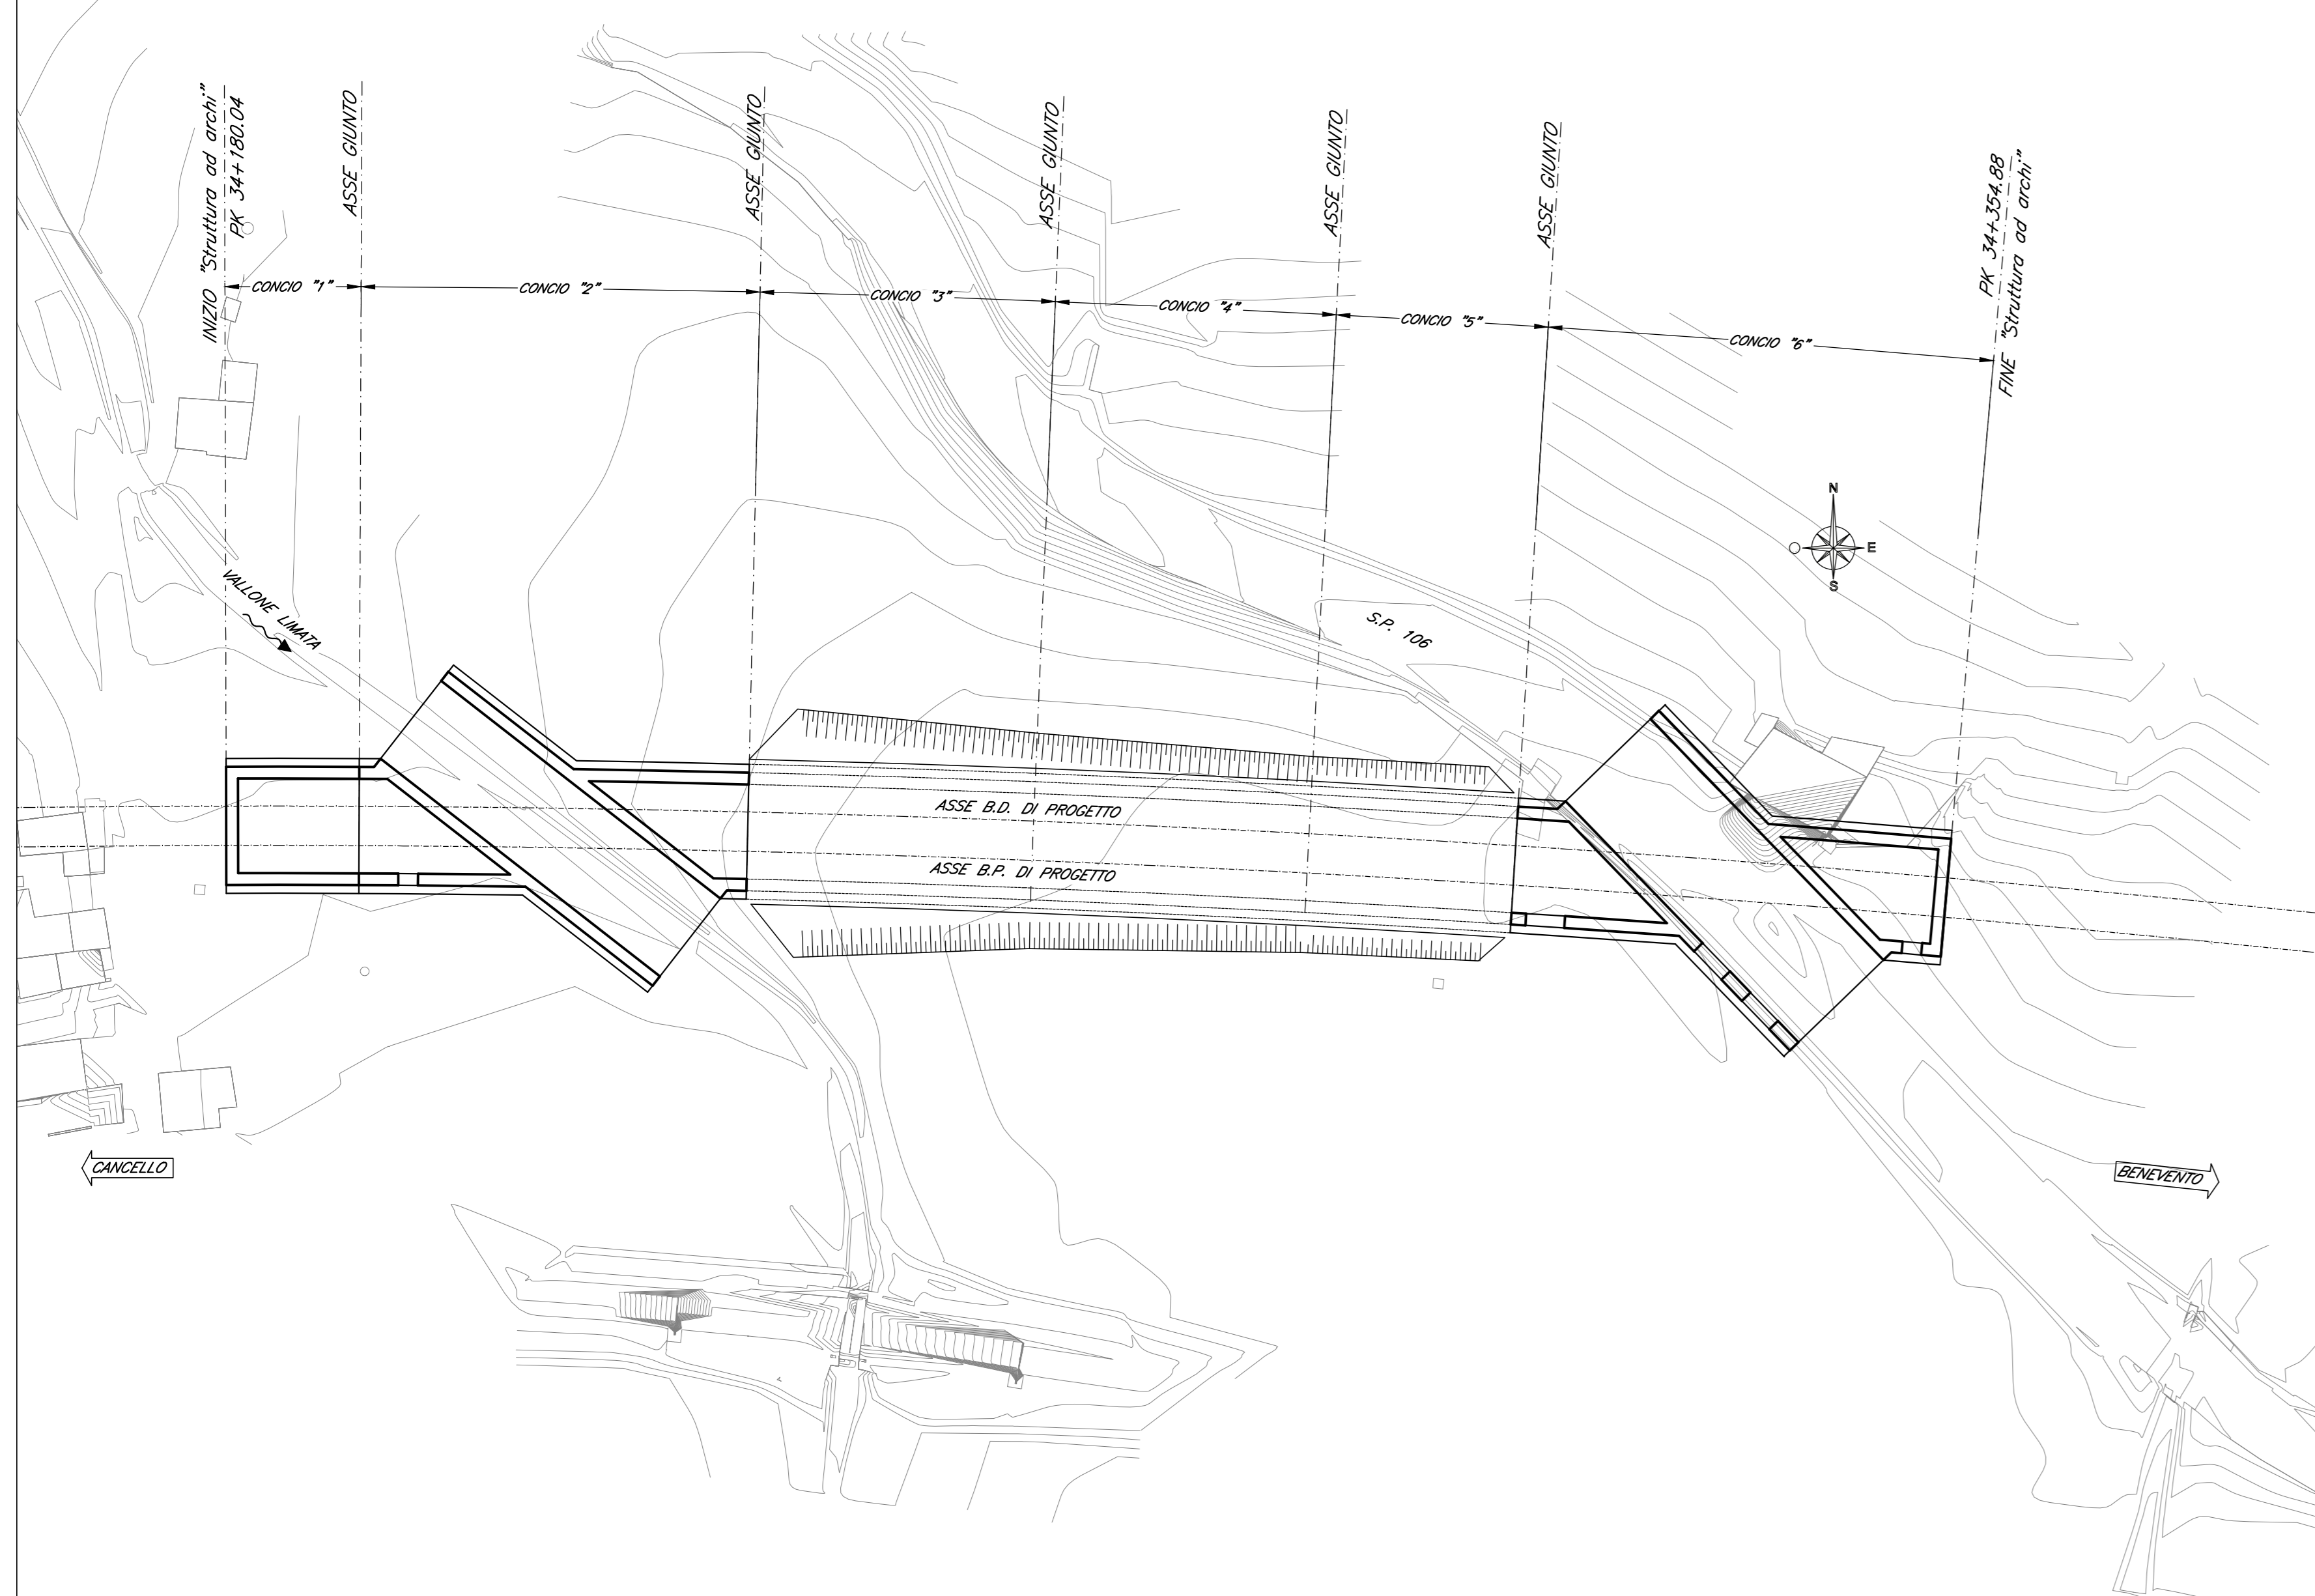 INIZIO "Struttura ad archi"
PK 34+180.04
ASSE GIUNTO
ASSE GIUNTO
ASSE GIUNTO
ASSE GIUNTO
ASSE GIUNTO
PK 34+354.88
FINE "Struttura ad archi"
CONCIO "1"
CONCIO "2"
CONCIO "3"
CONCIO "4"
CONCIO "5"
CONCIO "6"
N
O
E
S
VALLONE LIMATA
S.P. 106
ASSE B.D. DI PROGETTO
ASSE B.P. DI PROGETTO
CANCELLO
BENEVENTO